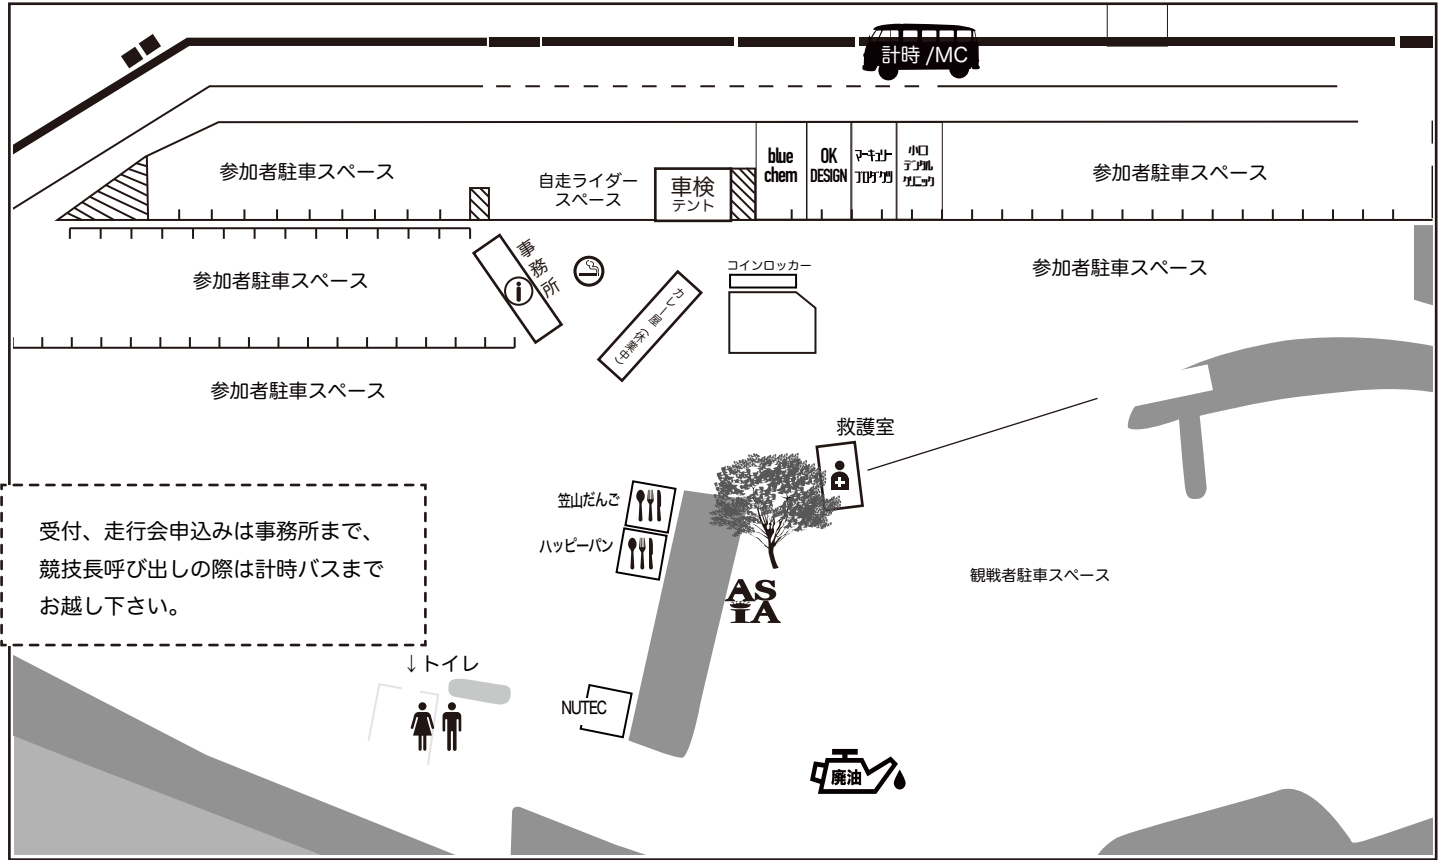 計時 /MC
参加者駐車スペース
自走ライダー
スペース
車検
テント
blue
chem
OK
DESIGN
マーキュリー
プロダクツ
小口
デンタル
クリニック
参加者駐車スペース
参加者駐車スペース
事務所
カレー屋（休業中）
コインロッカー
参加者駐車スペース
参加者駐車スペース
救護室
笠山だんご
ハッピーパン
受付、走行会申込みは事務所まで、
競技長呼び出しの際は計時バスまで
お越し下さい。
AS
IA
観戦者駐車スペース
↓トイレ
NUTEC
廃油